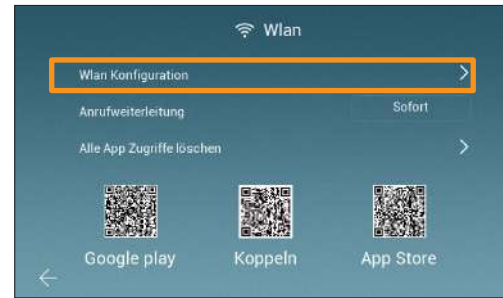 Wlan
Wlan Konfiguration
Anrufweiterleitung
Sofort
Alle App Zugriffe löschen
Google play
Koppeln
App Store